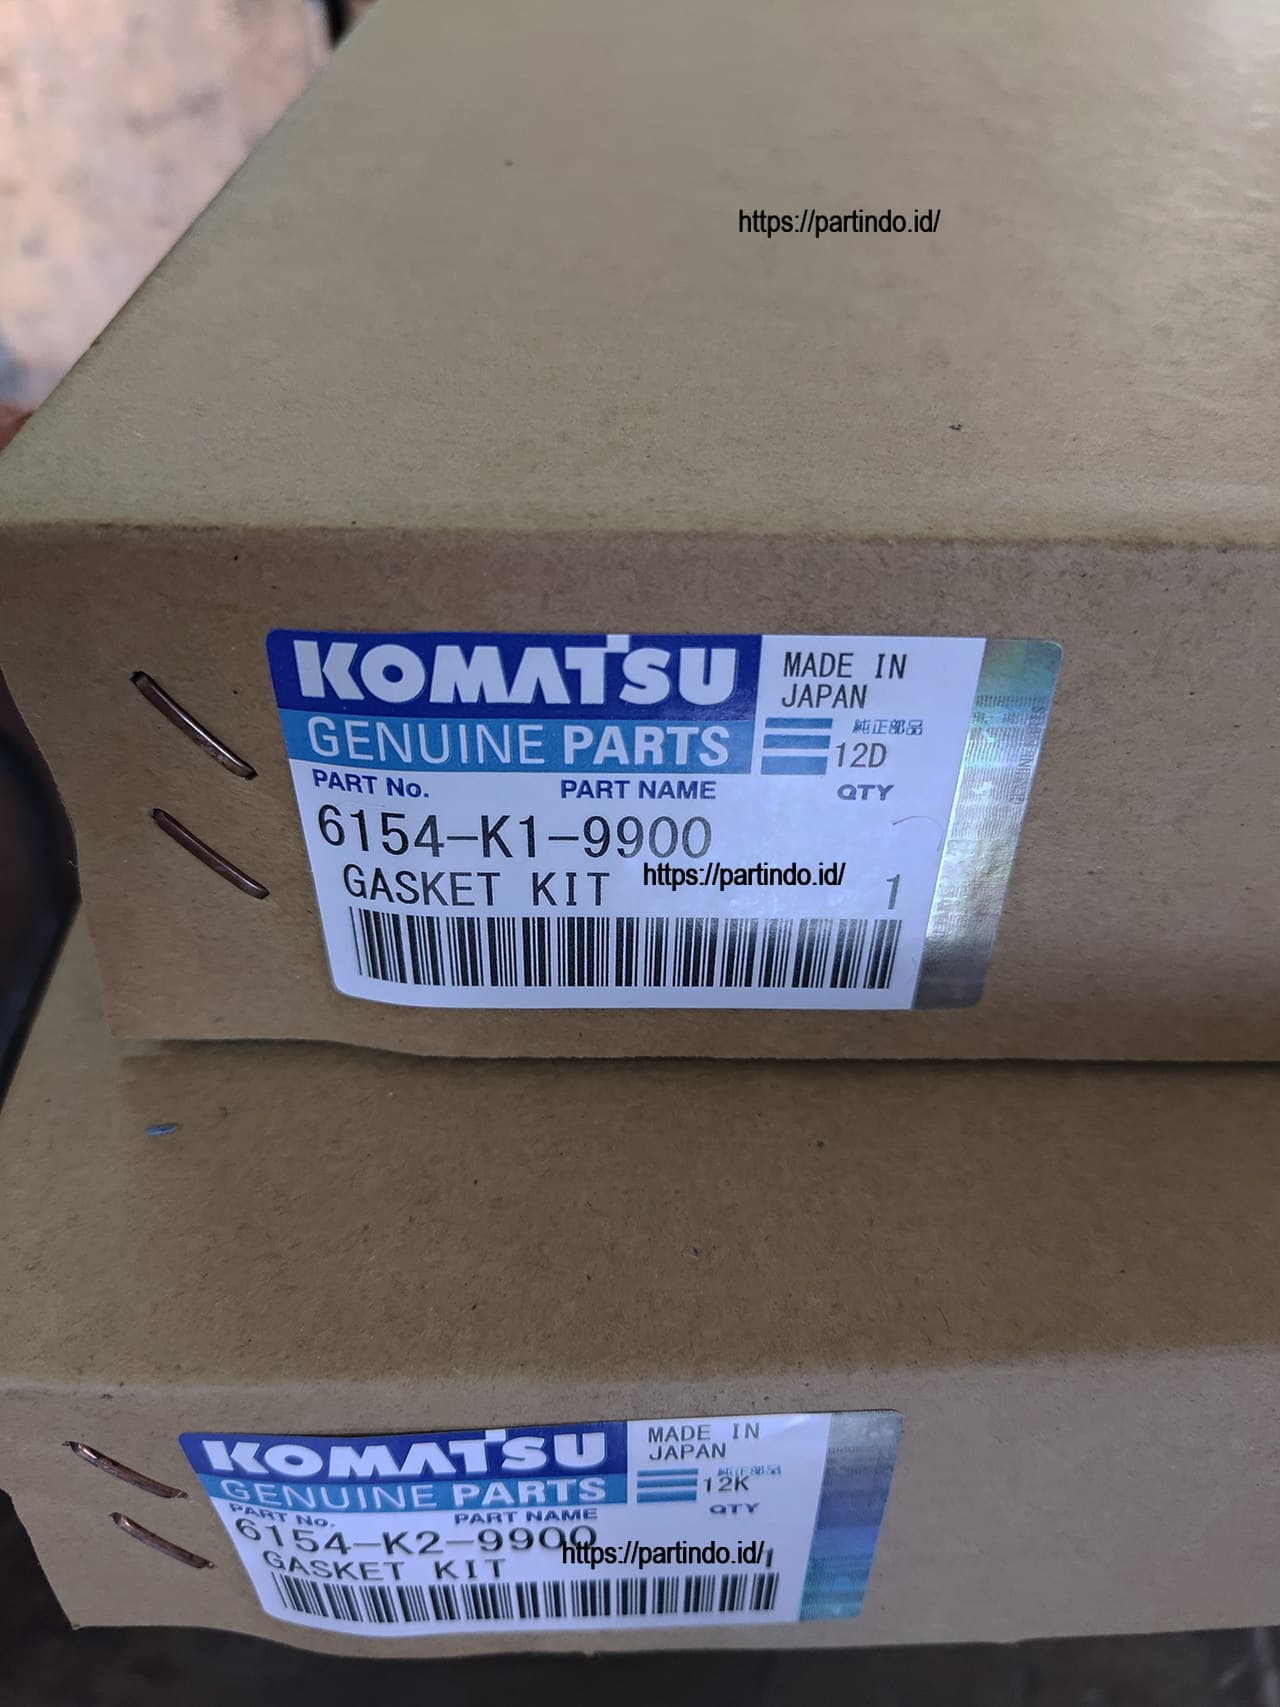 https://partindo.id/
KOMATSU
GENUINE PARTS
MADE IN
JAPAN
純正部品
12D
PART No. PART NAME QTY
6154-K1-9900
GASKET KIT https://partindo.id/ 1
KOMATSU
GENUINE PARTS
MADE IN
JAPAN
純正部品
12K
PART No. PART NAME QTY
6154-K2-9900
GASKET KIT https://partindo.id/ 1